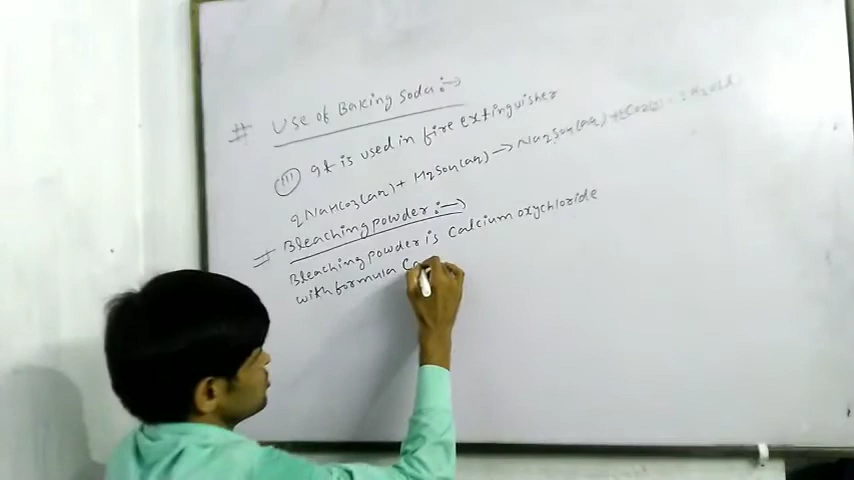 # Use of Baking soda :→
(III) It is used in fire extinguisher
2NaHCO3(aq) + H2SO4(aq) → Na2SO4(aq) +2CO2(g)
# Bleaching powder :→
Bleaching powder is Calcium oxychloride
with formula Ca